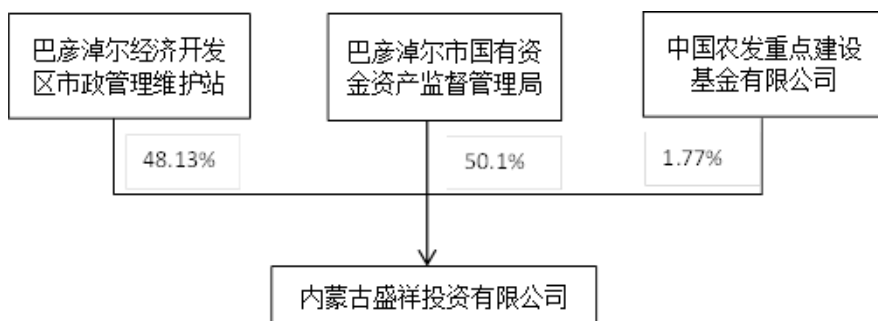 巴彦淖尔经济开发
区市政管理维护站
巴彦淖尔市国有资
金资产监督管理局
中国农发重点建设
基金有限公司
48.13%
50.1%
1.77%
内蒙古盛祥投资有限公司